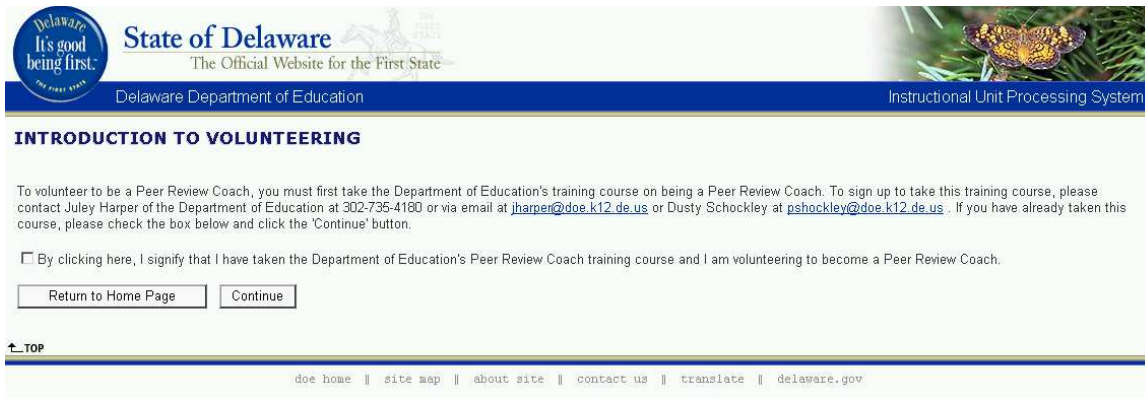 Delaware
It's good
being first.
THE FIRST STATE
State of Delaware
The Official Website for the First State
THE
FIRST
STATE
Delaware Department of Education
Instructional Unit Processing System
INTRODUCTION TO VOLUNTEERING
To volunteer to be a Peer Review Coach, you must first take the Department of Education's training course on being a Peer Review Coach. To sign up to take this training course, please
contact Juley Harper of the Department of Education at 302-735-4180 or via email at jharper@doe.k12.de.us or Dusty Schockley at pshockley@doe.k12.de.us . If you have already taken this
course, please check the box below and click the 'Continue' button.
By clicking here, I signify that I have taken the Department of Education's Peer Review Coach training course and I am volunteering to become a Peer Review Coach.
Return to Home Page
Continue
TOP
doe home || site map || about site || contact us || translate || delaware.gov